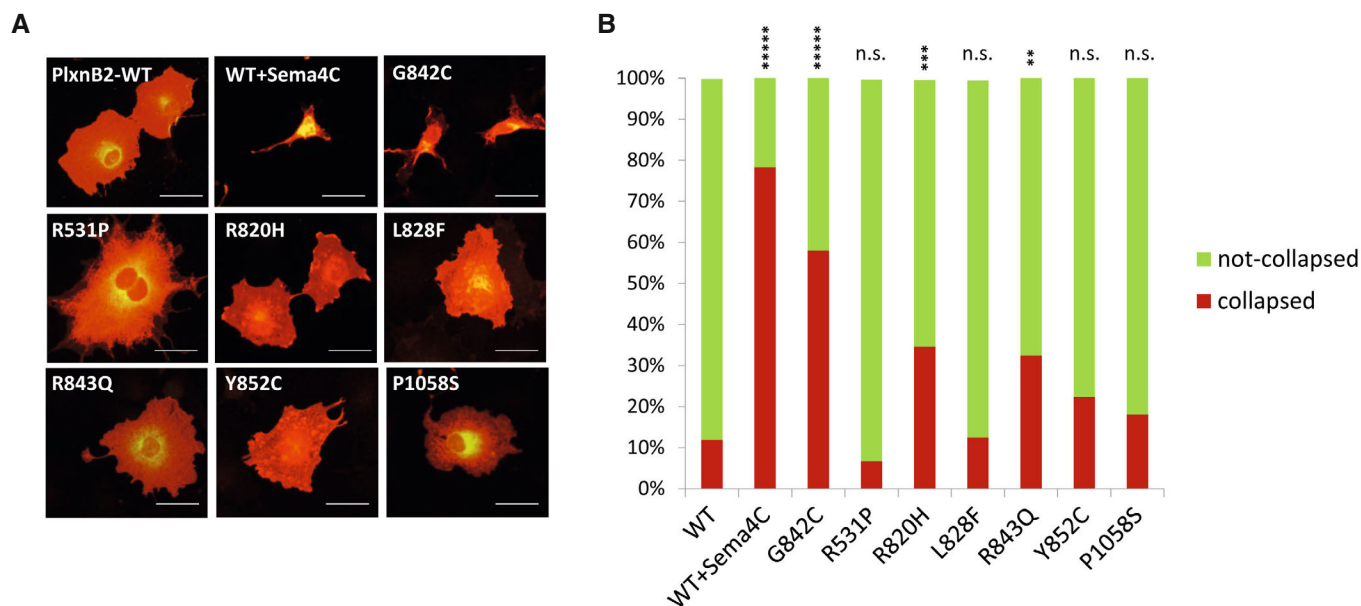 A
PlxnB2-WT
WT+Sema4C
G842C
R531P
R820H
L828F
R843Q
Y852C
P1058S
B
*****
*****
n.s.
***
n.s.
**
n.s.
n.s.
100%
90%
80%
70%
60%
50%
40%
30%
20%
10%
0%
WT
WT+Sema4C
G842C
R531P
R820H
L828F
R843Q
Y852C
P1058S
not-collapsed
collapsed